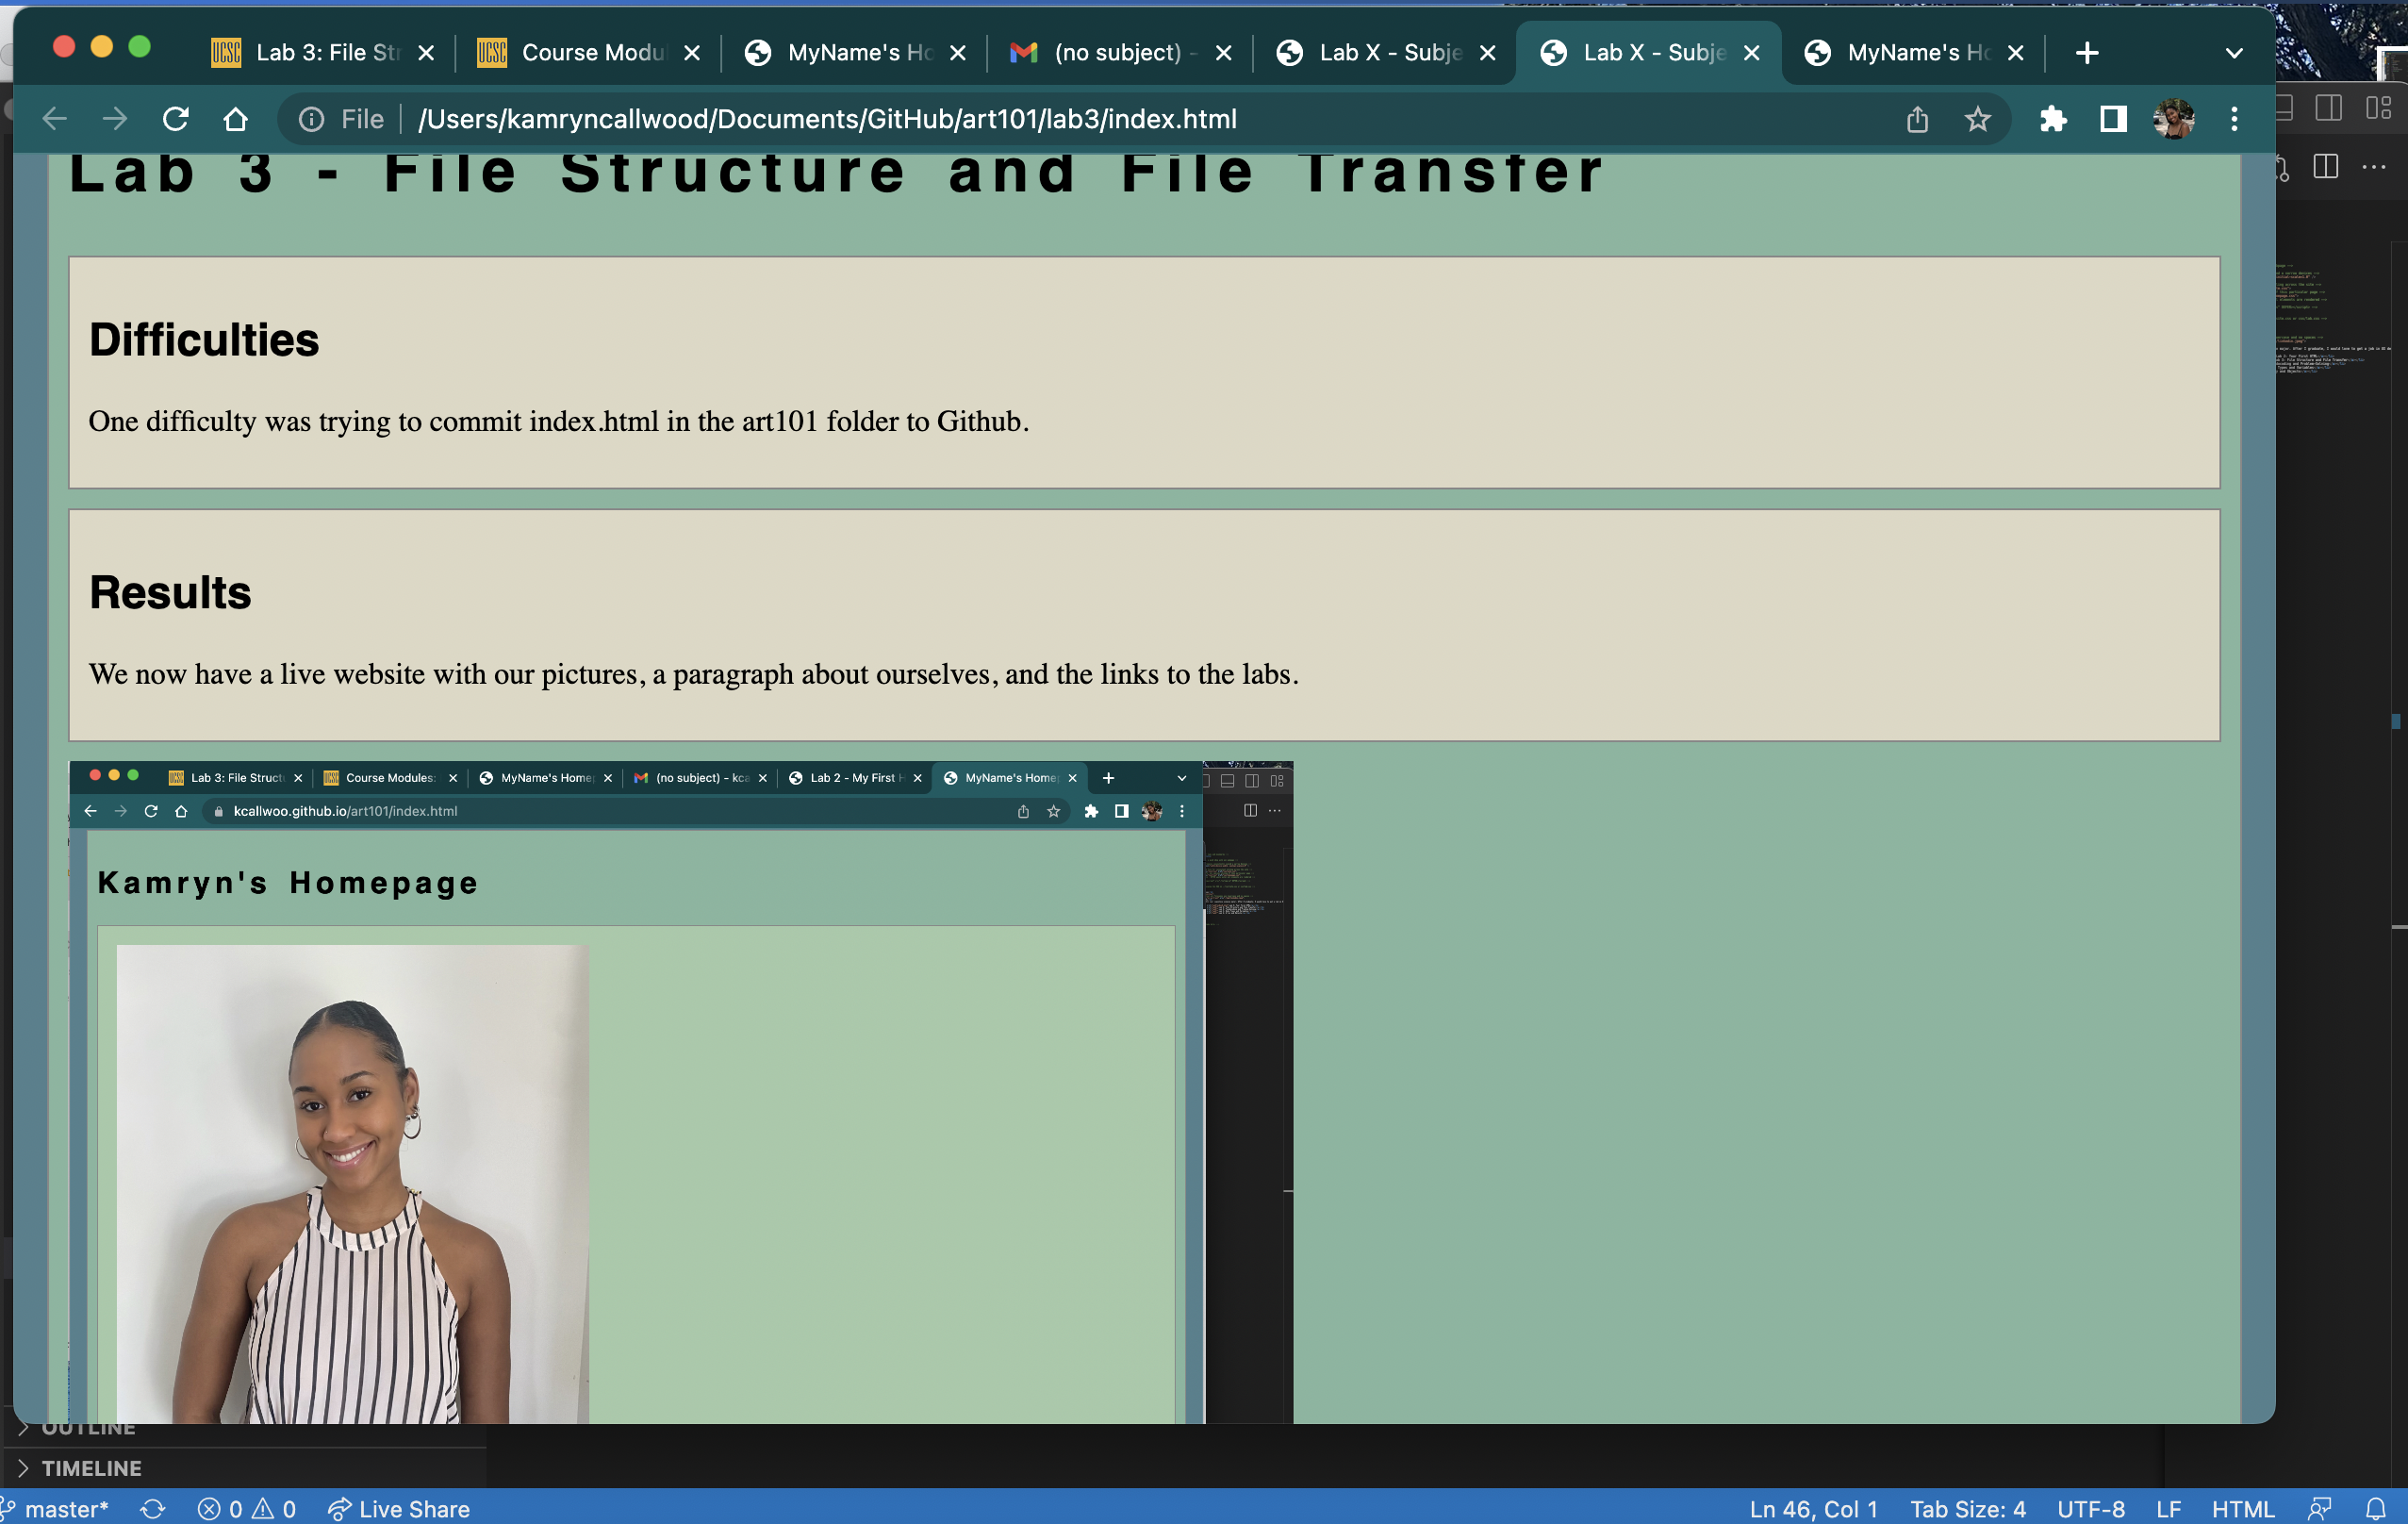 Lab 3: File Str
Course Modul
MyName's Ho
(no subject) -
Lab X - Subje
Lab X - Subje
MyName's Ho
File
/Users/kamryncallwood/Documents/GitHub/art101/lab3/index.html
Lab 3 - File Structure and File Transfer
Difficulties
One difficulty was trying to commit index.html in the art101 folder to Github.
Results
We now have a live website with our pictures, a paragraph about ourselves, and the links to the labs.
Lab 3: File Struct
Course Modules:
MyName's Home
(no subject) - kca
Lab 2 - My First H
MyName's Home
kcallwoo.github.io/art101/index.html
Kamryn's Homepage
OUTLINE
TIMELINE
master*
0
0
Live Share
Ln 46, Col 1
Tab Size: 4
UTF-8
LF
HTML